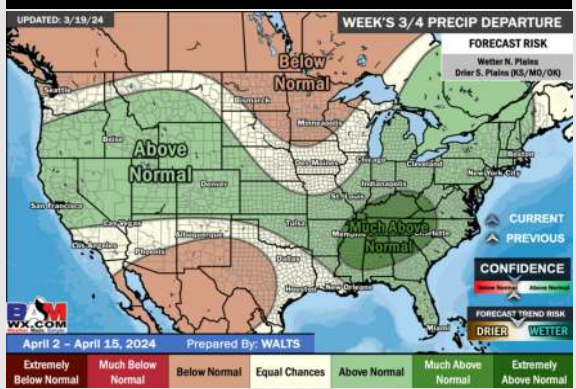 UPDATED: 3/19/24
WEEK'S 3/4 PRECIP DEPARTURE
FORECAST RISK
Wetter N. Plains
Drier S. Plains (KS/MO/OK)
Below
Normal
Seattle
Bismarck
Minneapolis
Boise
Above
Normal
Des Moines
Chicago
Boston
Cleveland
New York City
Denver
Indianapolis
St. Louis
San Francisco
Las Vegas
Tulsa
Much Above
Normal
Memphis
Charlotte
Los Angeles
Albuquerque
Phoenix
Dallas
Houston
New Orleans
Miami
CURRENT
PREVIOUS
CONFIDENCE
Below Normal
Above Normal
FORECAST TREND RISK
DRIER
WETTER
BAM
WX.COM
April 2 – April 15, 2024
Prepared By: WALTS
Extremely
Below Normal
Much Below
Normal
Below Normal
Equal Chances
Above Normal
Much Above
Normal
Extremely
Above Normal